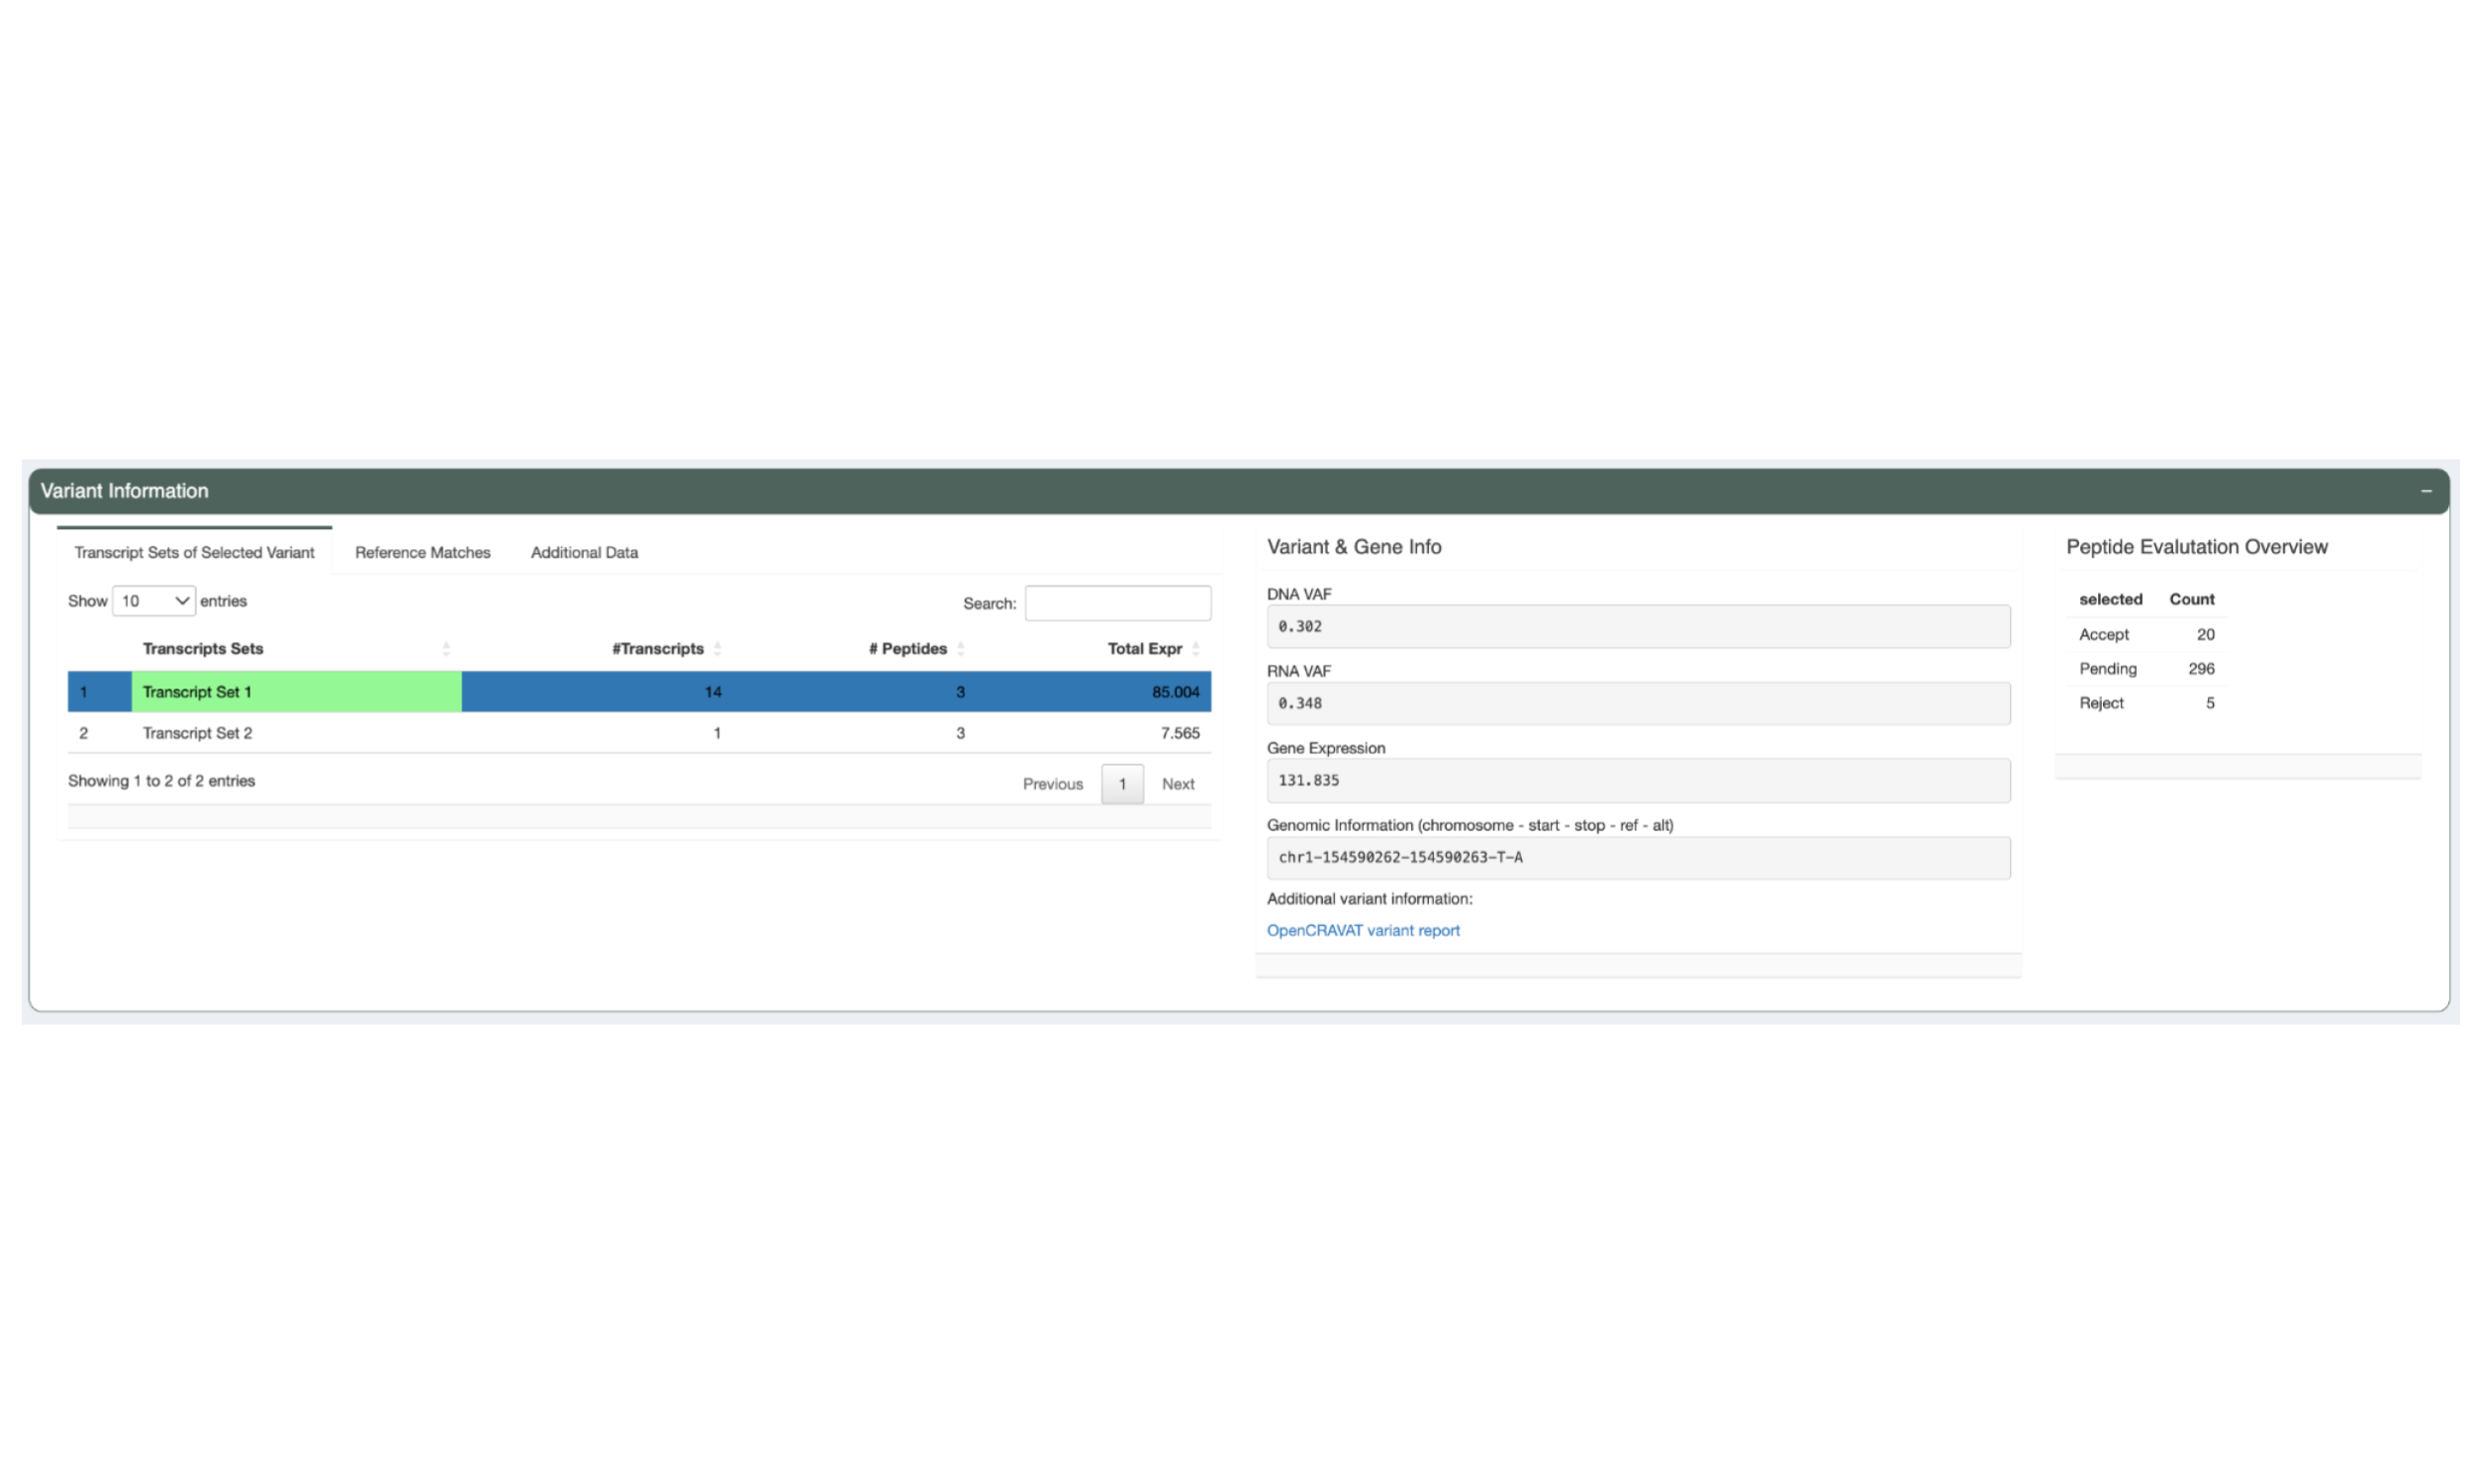 Variant Information
Transcript Sets of Selected Variant Reference Matches Additional Data
Show 10 entries
Search:
Transcripts Sets #Transcripts # Peptides Total Expr
1 Transcript Set 1 14 3 85.004
2 Transcript Set 2 1 3 7.565
Showing 1 to 2 of 2 entries
Previous 1 Next
Variant & Gene Info
DNA VAF
0.302
RNA VAF
0.348
Gene Expression
131.835
Genomic Information (chromosome - start - stop - ref - alt)
chr1-154590262-154590263-T-A
Additional variant information:
OpenCRAVAT variant report
Peptide Evalutation Overview
selected Count
Accept 20
Pending 296
Reject 5